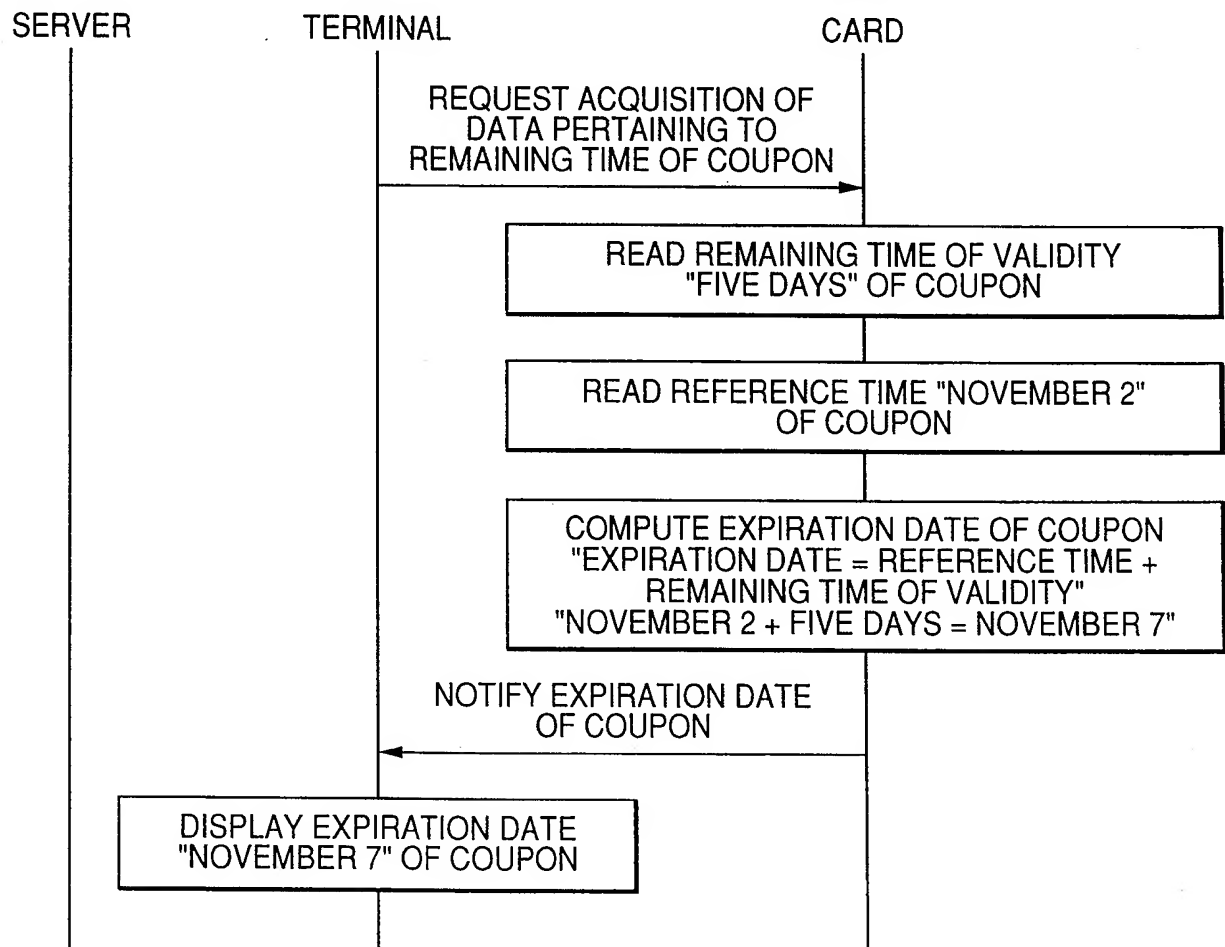 SERVER
TERMINAL
CARD
REQUEST ACQUISITION OF
DATA PERTAINING TO
REMAINING TIME OF COUPON
READ REMAINING TIME OF VALIDITY
"FIVE DAYS" OF COUPON
READ REFERENCE TIME "NOVEMBER 2"
OF COUPON
COMPUTE EXPIRATION DATE OF COUPON
"EXPIRATION DATE = REFERENCE TIME +
REMAINING TIME OF VALIDITY"
"NOVEMBER 2 + FIVE DAYS = NOVEMBER 7"
NOTIFY EXPIRATION DATE
OF COUPON
DISPLAY EXPIRATION DATE
"NOVEMBER 7" OF COUPON